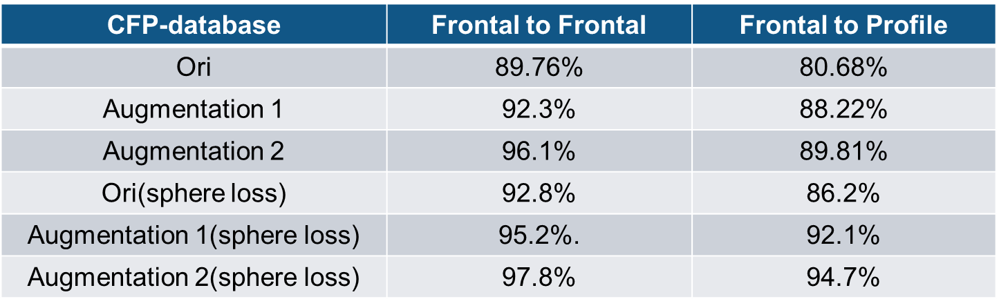 CFP-database Frontal to Frontal Frontal to Profile
Ori 89.76% 80.68%
Augmentation 1 92.3% 88.22%
Augmentation 2 96.1% 89.81%
Ori(sphere loss) 92.8% 86.2%
Augmentation 1(sphere loss) 95.2%. 92.1%
Augmentation 2(sphere loss) 97.8% 94.7%